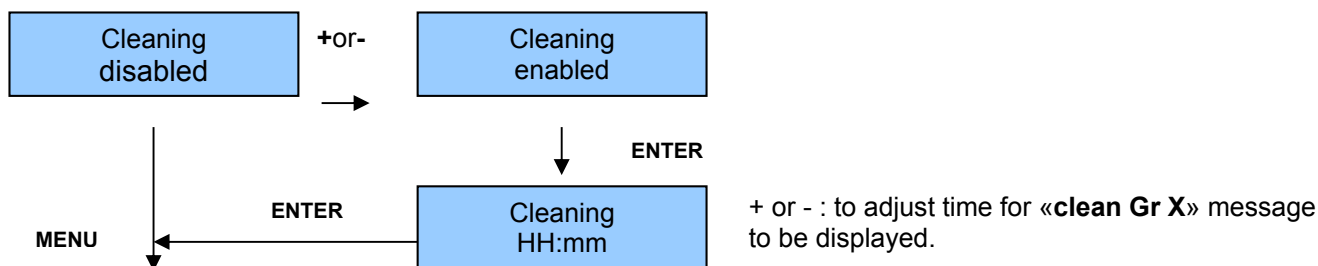 Cleaning
disabled
+or-
Cleaning
enabled
ENTER
ENTER
Cleaning
HH:mm
+ or - : to adjust time for «clean Gr X» message
to be displayed.
MENU